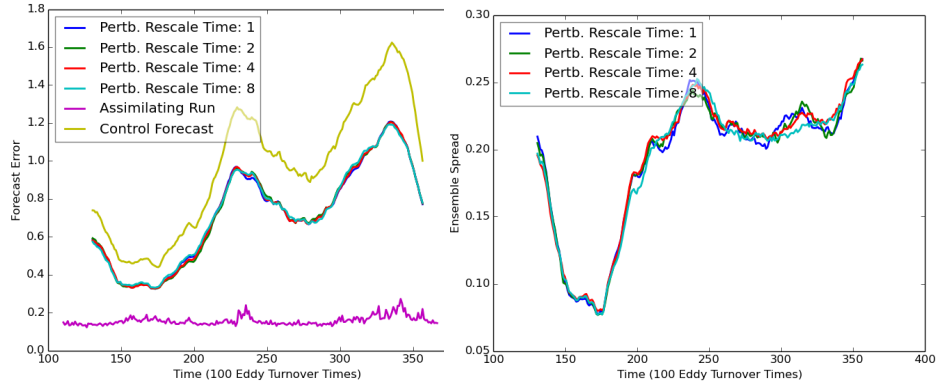 1.8
1.6
1.4
1.2
1.0
0.8
0.6
0.4
0.2
0.0
Forecast Error
Pertb. Rescale Time: 1
Pertb. Rescale Time: 2
Pertb. Rescale Time: 4
Pertb. Rescale Time: 8
Assimilating Run
Control Forecast
100 150 200 250 300 350
Time (100 Eddy Turnover Times)
0.30
0.25
0.20
0.15
0.10
0.05
Ensemble Spread
Pertb. Rescale Time: 1
Pertb. Rescale Time: 2
Pertb. Rescale Time: 4
Pertb. Rescale Time: 8
100 150 200 250 300 350 400
Time (100 Eddy Turnover Times)